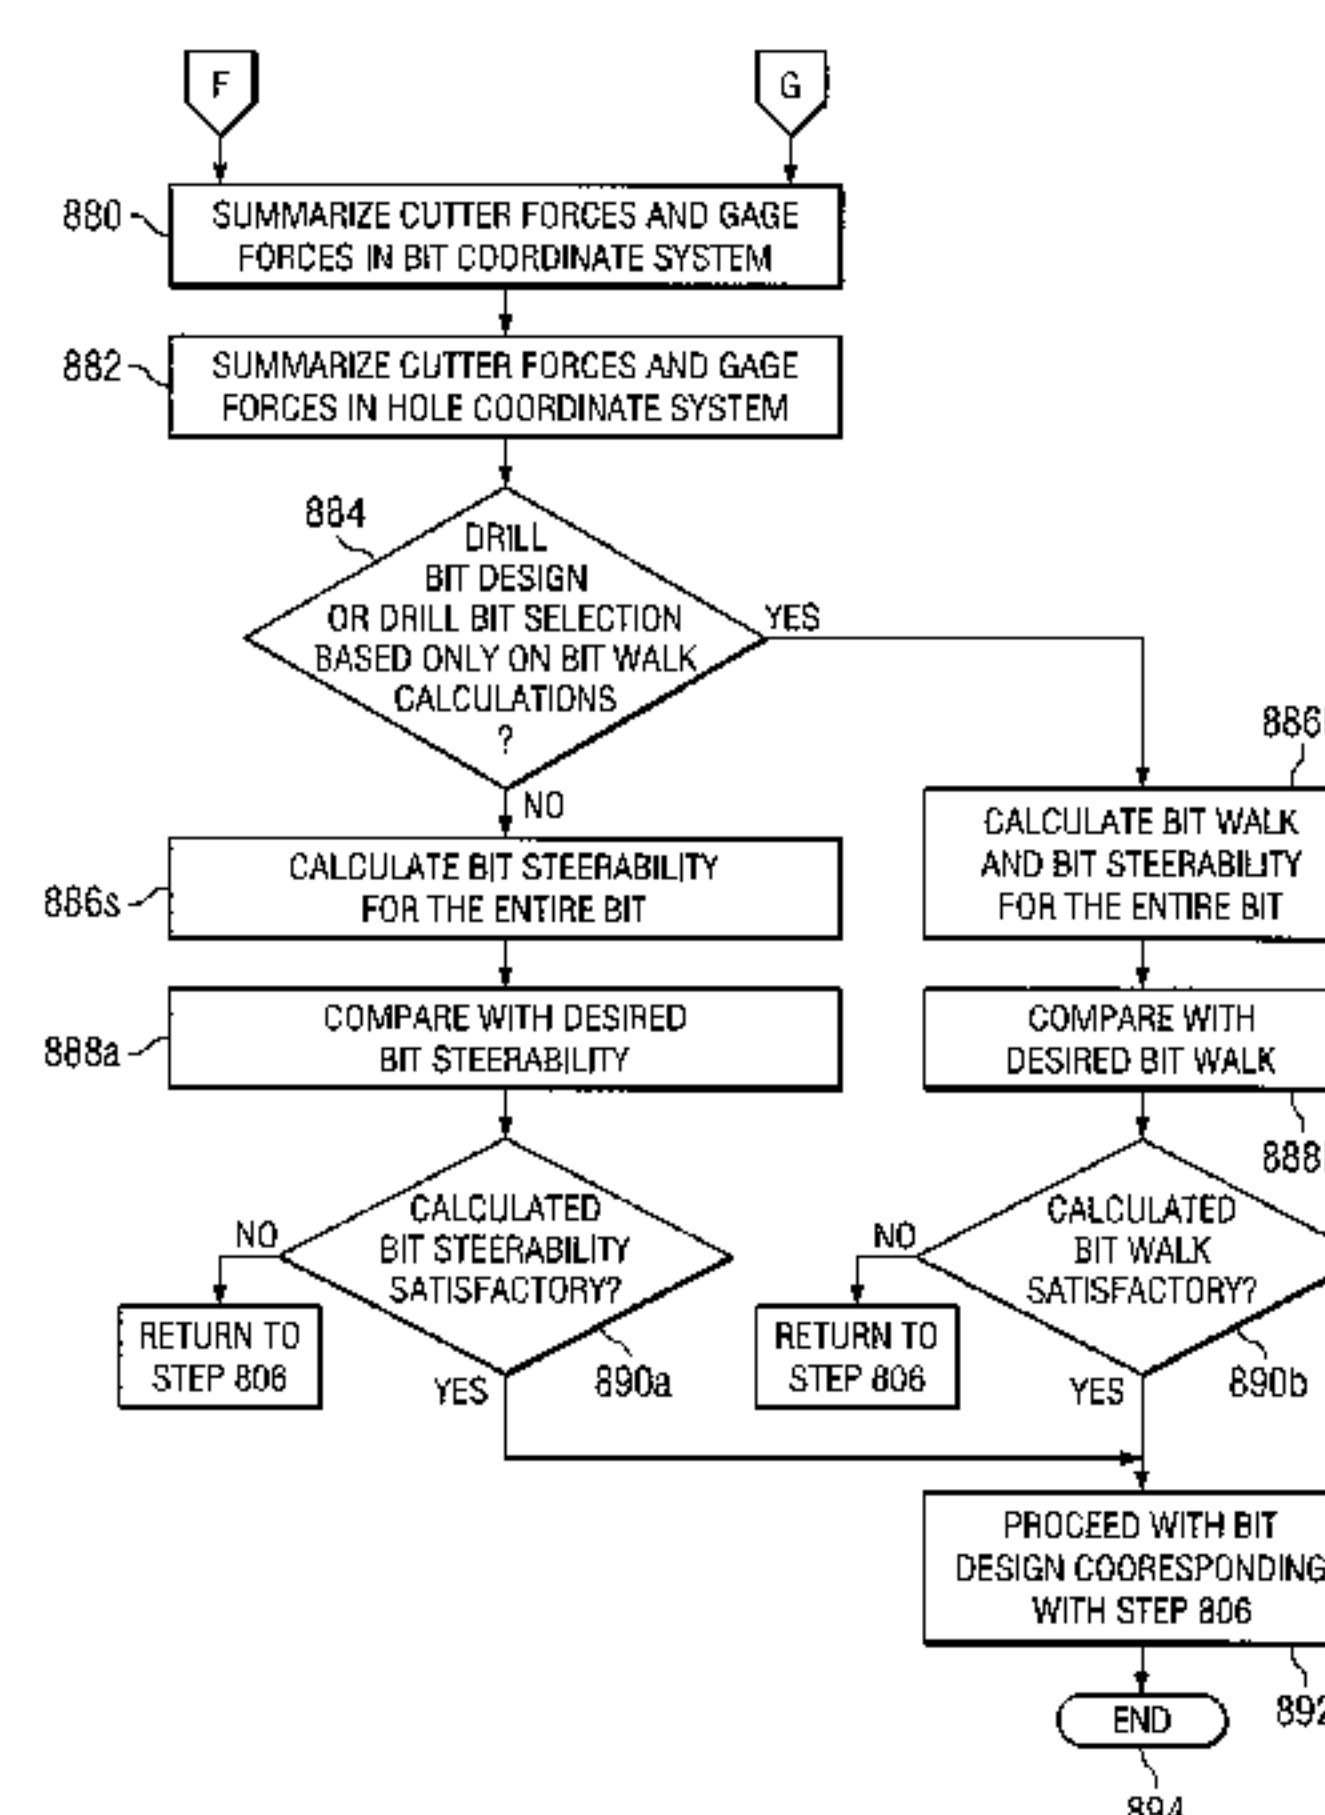 F
G
880
SUMMARIZE CUTTER FORCES AND GAGE
FORCES IN BIT COORDINATE SYSTEM
882
SUMMARIZE CUTTER FORCES AND GAGE
FORCES IN HOLE COORDINATE SYSTEM
884
DRILL
BIT DESIGN
OR DRILL BIT SELECTION
BASED ONLY ON BIT WALK
CALCULATIONS
?
YES
NO
886
CALCULATE BIT WALK
AND BIT STEERABILITY
FOR THE ENTIRE BIT
886s
CALCULATE BIT STEERABILITY
FOR THE ENTIRE BIT
888a
COMPARE WITH DESIRED
BIT STEERABILITY
COMPARE WITH
DESIRED BIT WALK
888
CALCULATED
BIT STEERABILITY
SATISFACTORY?
NO
RETURN TO
STEP 806
YES
890a
CALCULATED
BIT WALK
SATISFACTORY?
NO
RETURN TO
STEP 806
YES
890b
PROCEED WITH BIT
DESIGN COORESPONDING
WITH STEP 806
892
END
894